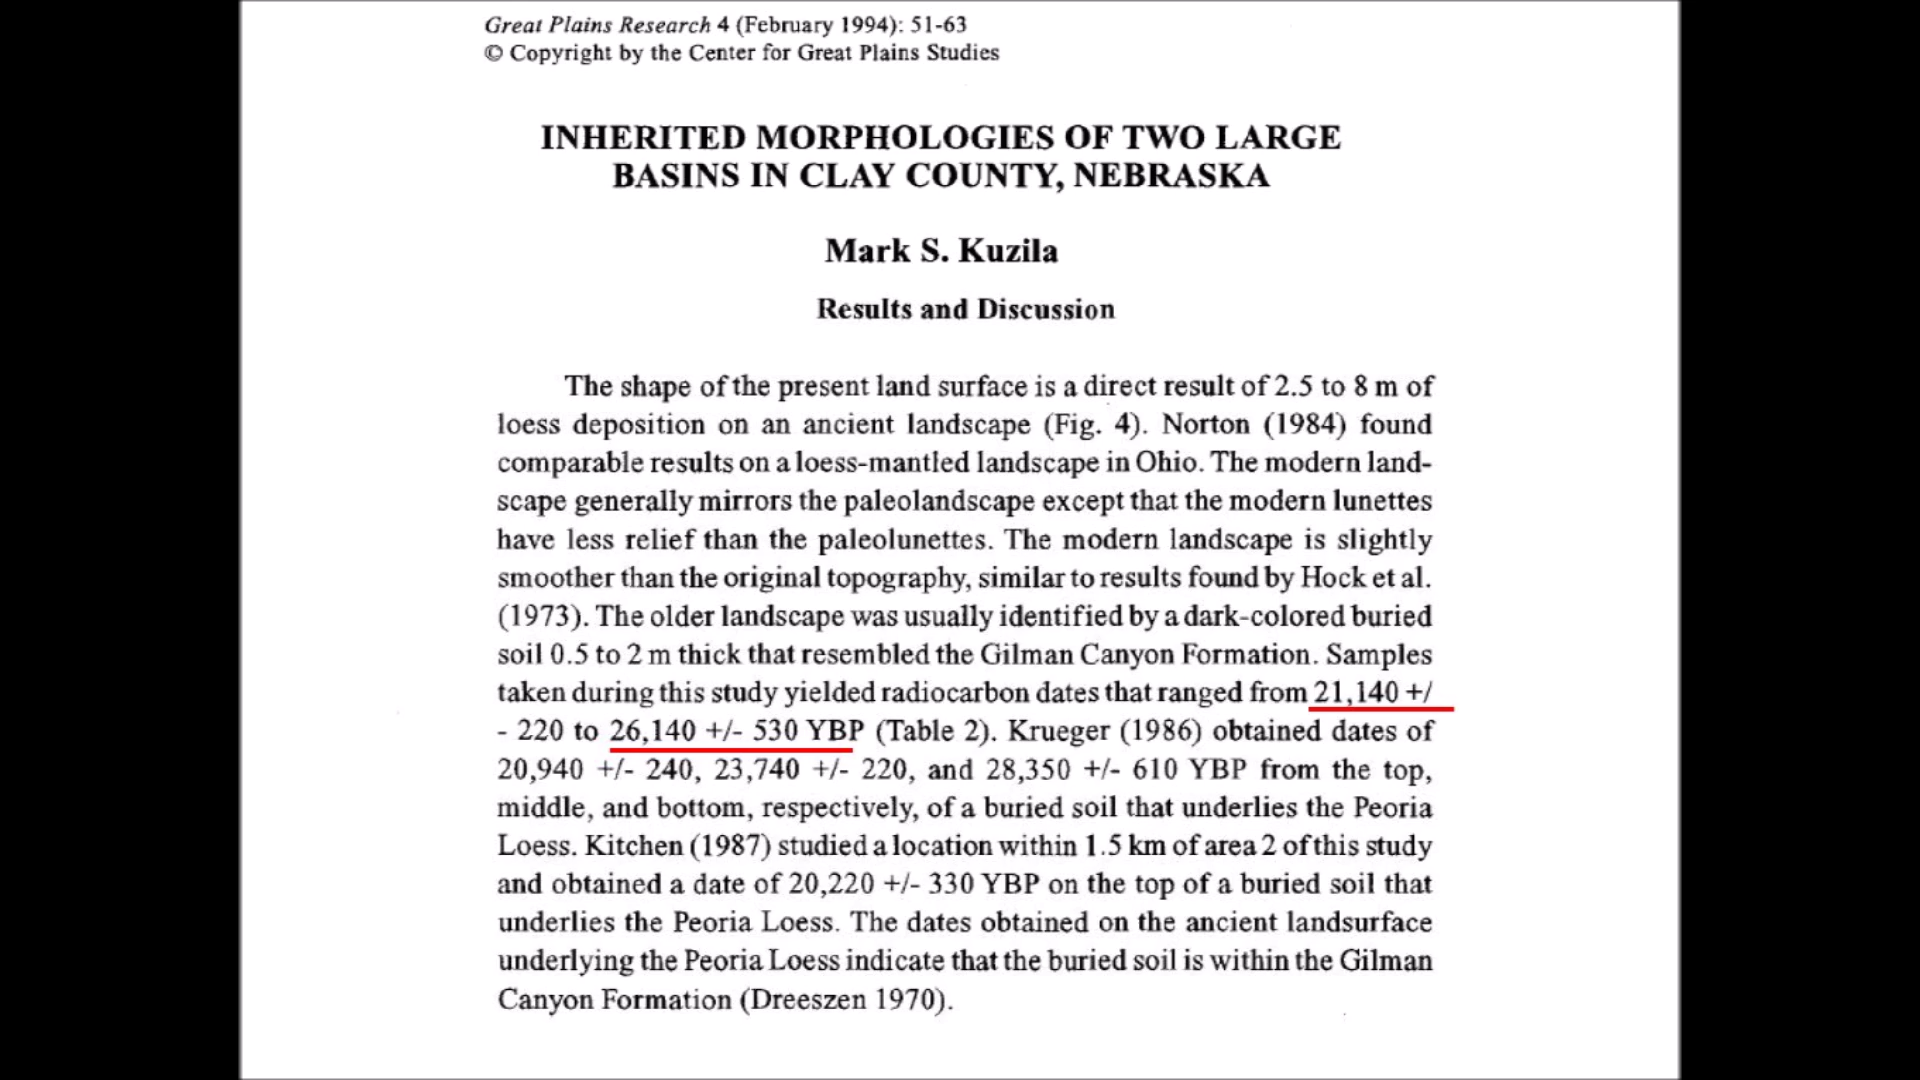 Great Plains Research 4 (February 1994): 51-63
© Copyright by the Center for Great Plains Studies
INHERITED MORPHOLOGIES OF TWO LARGE
BASINS IN CLAY COUNTY, NEBRASKA
Mark S. Kuzila
Results and Discussion
The shape of the present land surface is a direct result of 2.5 to 8 m of
loess deposition on an ancient landscape (Fig. 4). Norton (1984) found
comparable results on a loess-mantled landscape in Ohio. The modern land-
scape generally mirrors the paleolandscape except that the modern lunettes
have less relief than the paleolunettes. The modern landscape is slightly
smoother than the original topography, similar to results found by Hock et al.
(1973). The older landscape was usually identified by a dark-colored buried
soil 0.5 to 2 m thick that resembled the Gilman Canyon Formation. Samples
taken during this study yielded radiocarbon dates that ranged from 21,140 +/
- 220 to 26,140 +/- 530 YBP (Table 2). Krueger (1986) obtained dates of
20,940 +/- 240, 23,740 +/- 220, and 28,350 +/- 610 YBP from the top,
middle, and bottom, respectively, of a buried soil that underlies the Peoria
Loess. Kitchen (1987) studied a location within 1.5 km of area 2 of this study
and obtained a date of 20,220 +/- 330 YBP on the top of a buried soil that
underlies the Peoria Loess. The dates obtained on the ancient landsurface
underlying the Peoria Loess indicate that the buried soil is within the Gilman
Canyon Formation (Dreeszen 1970).